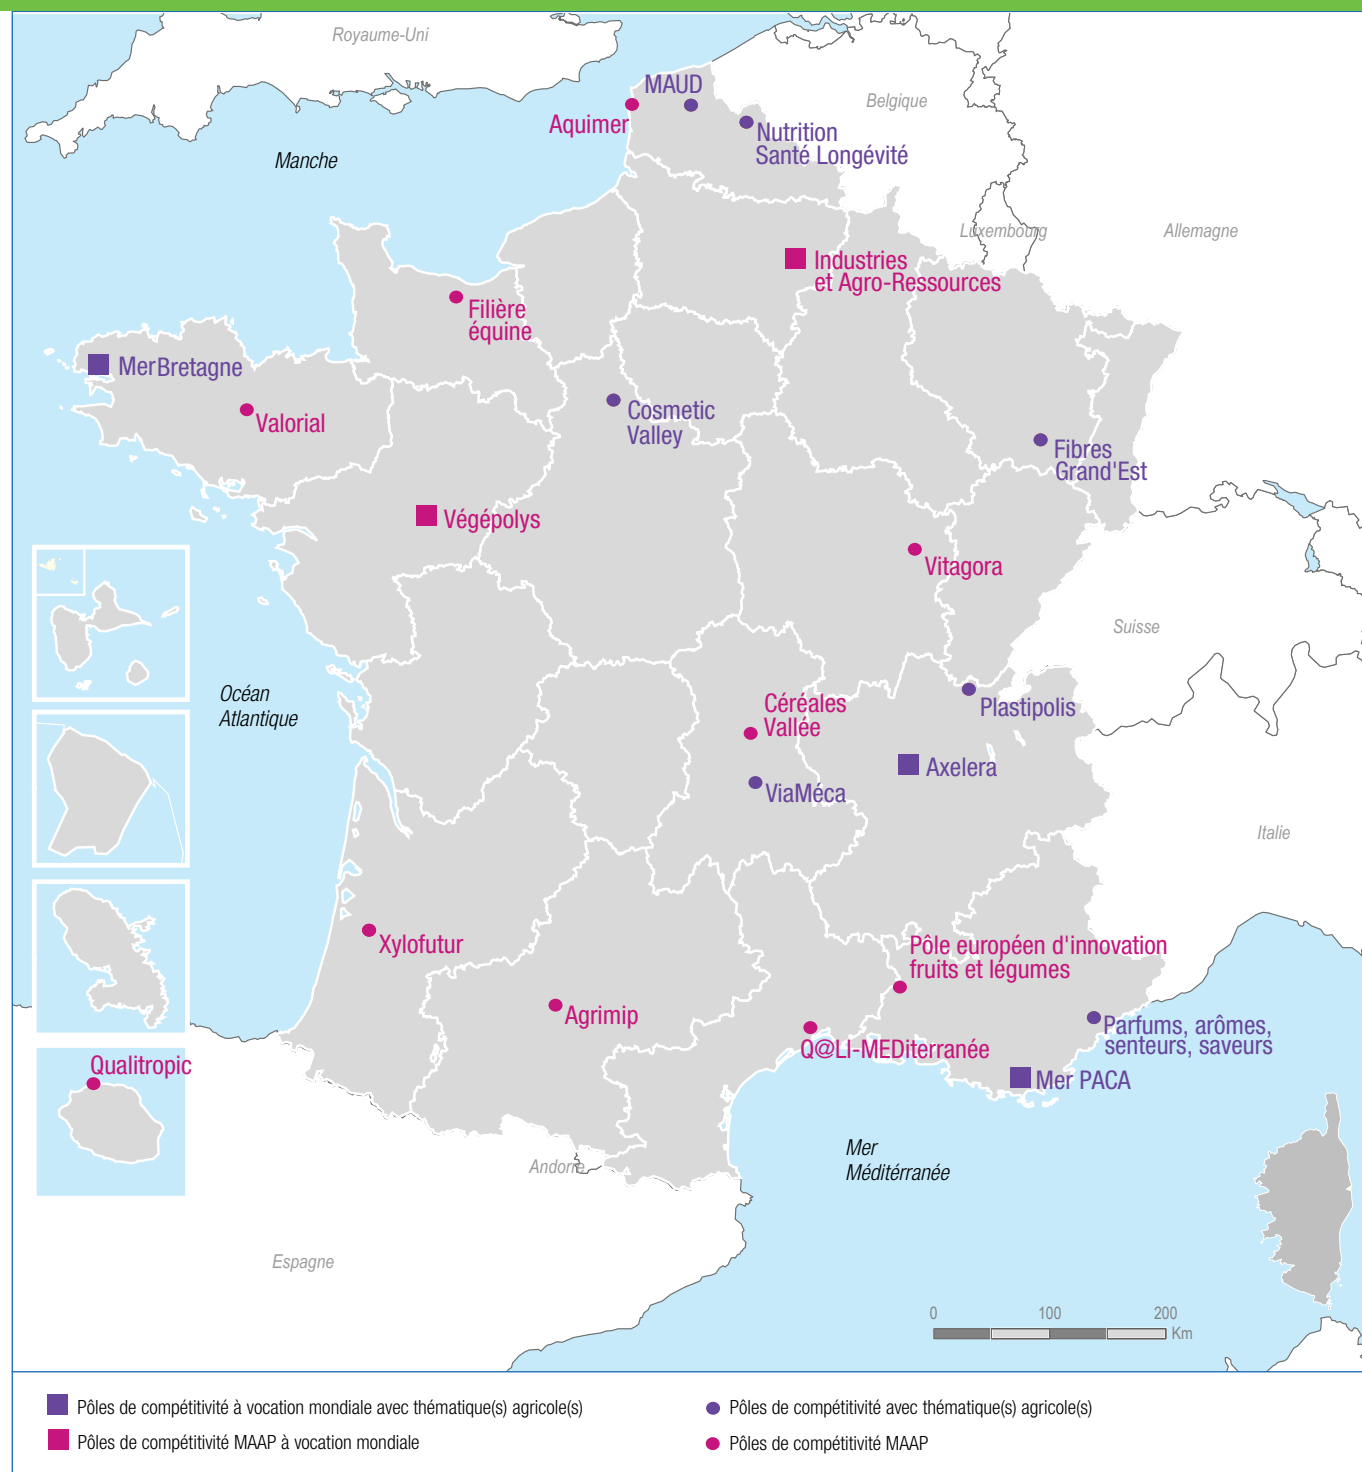 Royaume-Uni
MAUD
Belgique
Aquimer
Nutrition
Santé Longévité
Manche
Luxembourg
Allemagne
Industries
et Agro-Ressources
Filière
équine
MerBretagne
Cosmetic
Valley
Valorial
Fibres
Grand'Est
Végépolys
Vitagora
Suisse
Océan
Atlantique
Céréales
Vallée
Plastipolis
Axelera
ViaMéca
Italie
Xylofutur
Pôle européen d'innovation
fruits et légumes
Agrimip
Parfums, arômes,
senteurs, saveurs
Q@LI-MEDiterranée
Qualitropic
Mer PACA
Mer
Méditérranée
Andorre
Espagne
0 100 200
Km
Pôles de compétitivité à vocation mondiale avec thématique(s) agricole(s)
Pôles de compétitivité MAAP à vocation mondiale
Pôles de compétitivité avec thématique(s) agricole(s)
Pôles de compétitivité MAAP